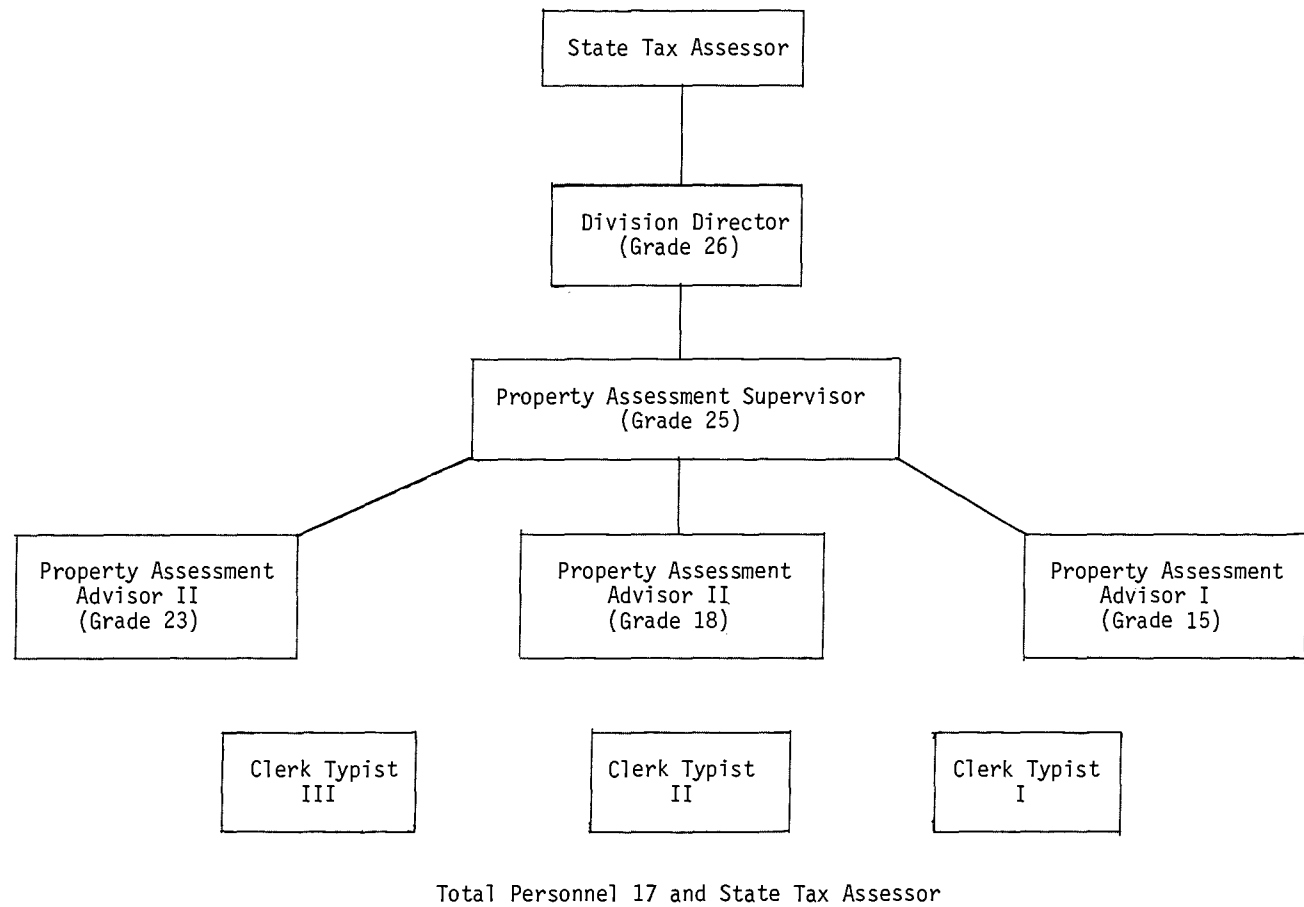 State Tax Assessor
Division Director
(Grade 26)
Property Assessment Supervisor
(Grade 25)
Property Assessment
Advisor II
(Grade 23)
Property Assessment
Advisor II
(Grade 18)
Property Assessment
Advisor I
(Grade 15)
Clerk Typist
III
Clerk Typist
II
Clerk Typist
I
Total Personnel 17 and State Tax Assessor